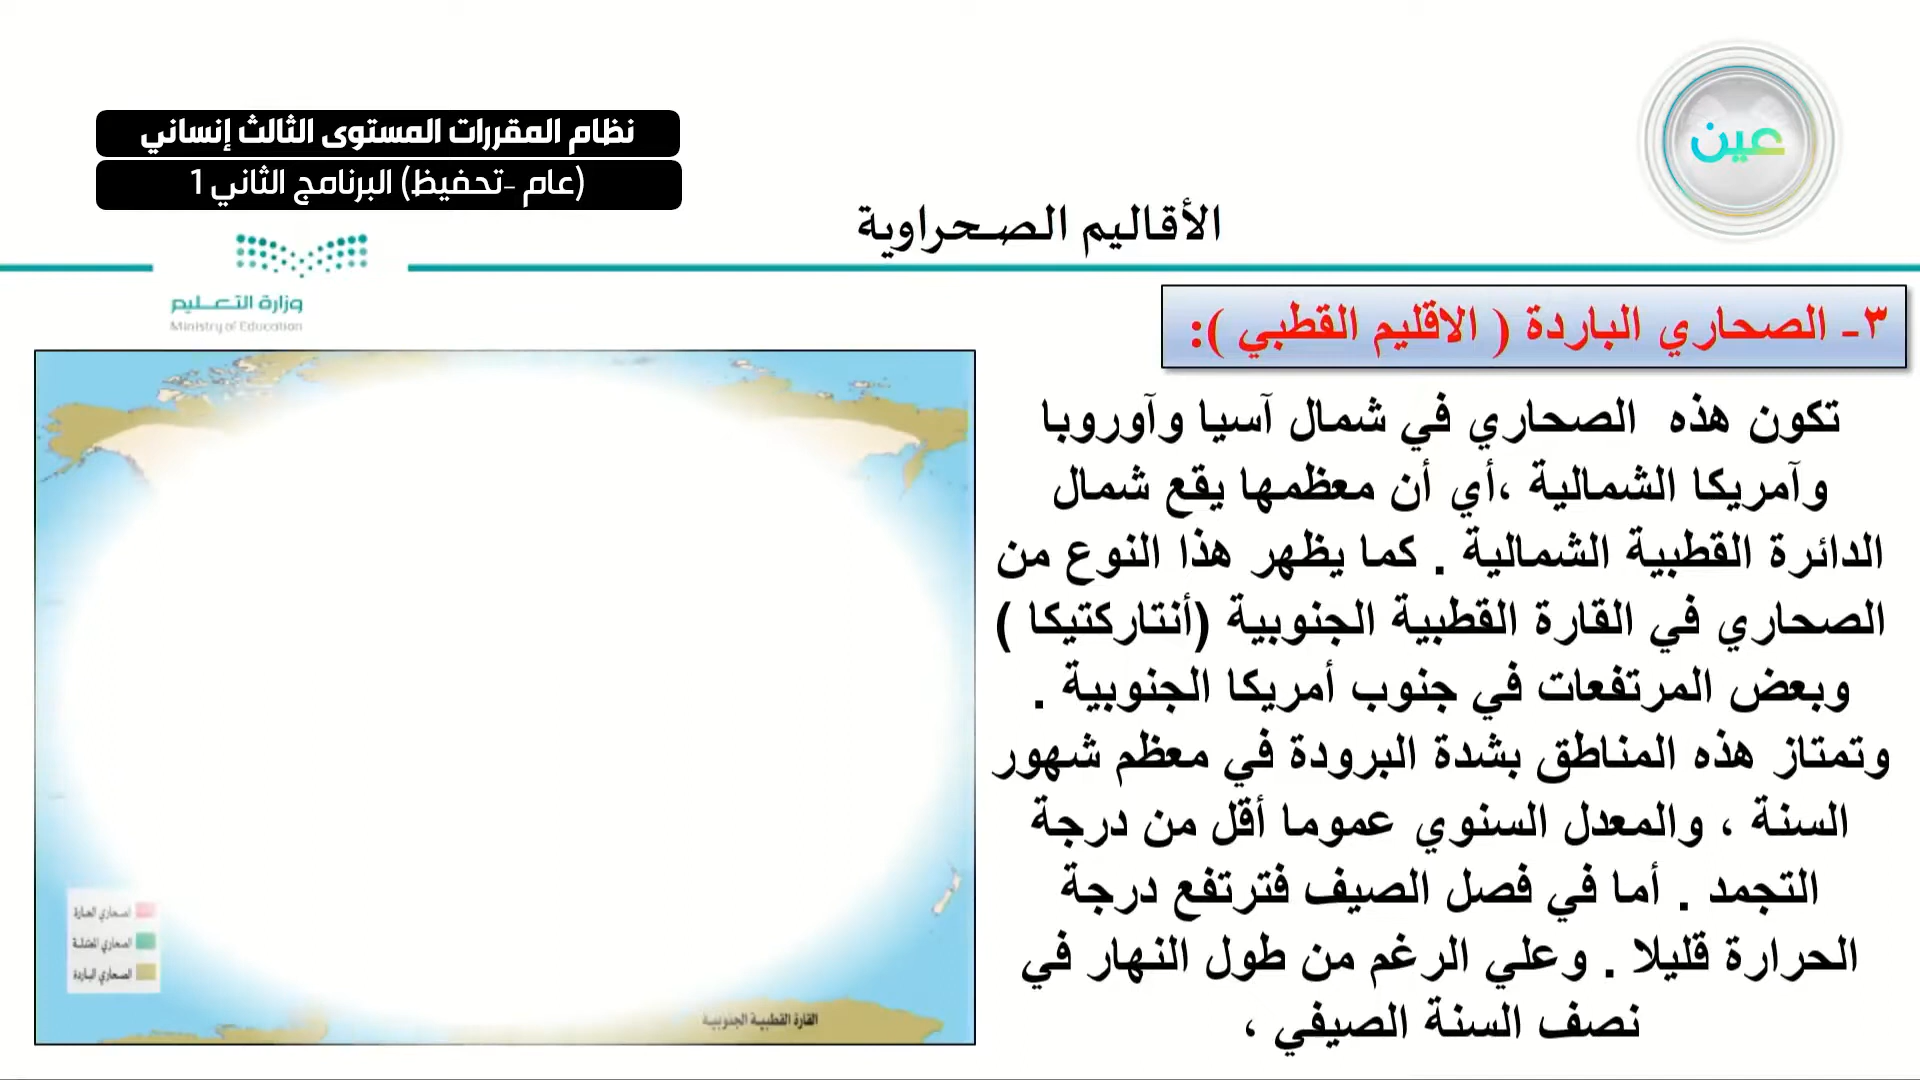 عين
نظام المقررات المستوى الثالث إنساني
(عام -تحفيظ) البرنامج الثاني 1
الأقاليم الصحراوية
وزارة التعليم
Ministry of Education
٣- الصحاري الباردة ( الاقليم القطبي ):
تكون هذه الصحاري في شمال آسيا وآوروبا
وآمريكا الشمالية ،أي أن معظمها يقع شمال
الدائرة القطبية الشمالية . كما يظهر هذا النوع من
الصحاري في القارة القطبية الجنوبية (أنتاركتيكا )
وبعض المرتفعات في جنوب أمريكا الجنوبية .
وتمتاز هذه المناطق بشدة البرودة في معظم شهور
السنة ، والمعدل السنوي عموما أقل من درجة
التجمد . أما في فصل الصيف فترتفع درجة
الحرارة قليلا . وعلي الرغم من طول النهار في
نصف السنة الصيفي ،
الصحاري الحارة
الصحاري المعتدلة
الصحاري الباردة
القارة القطبية الجنوبية